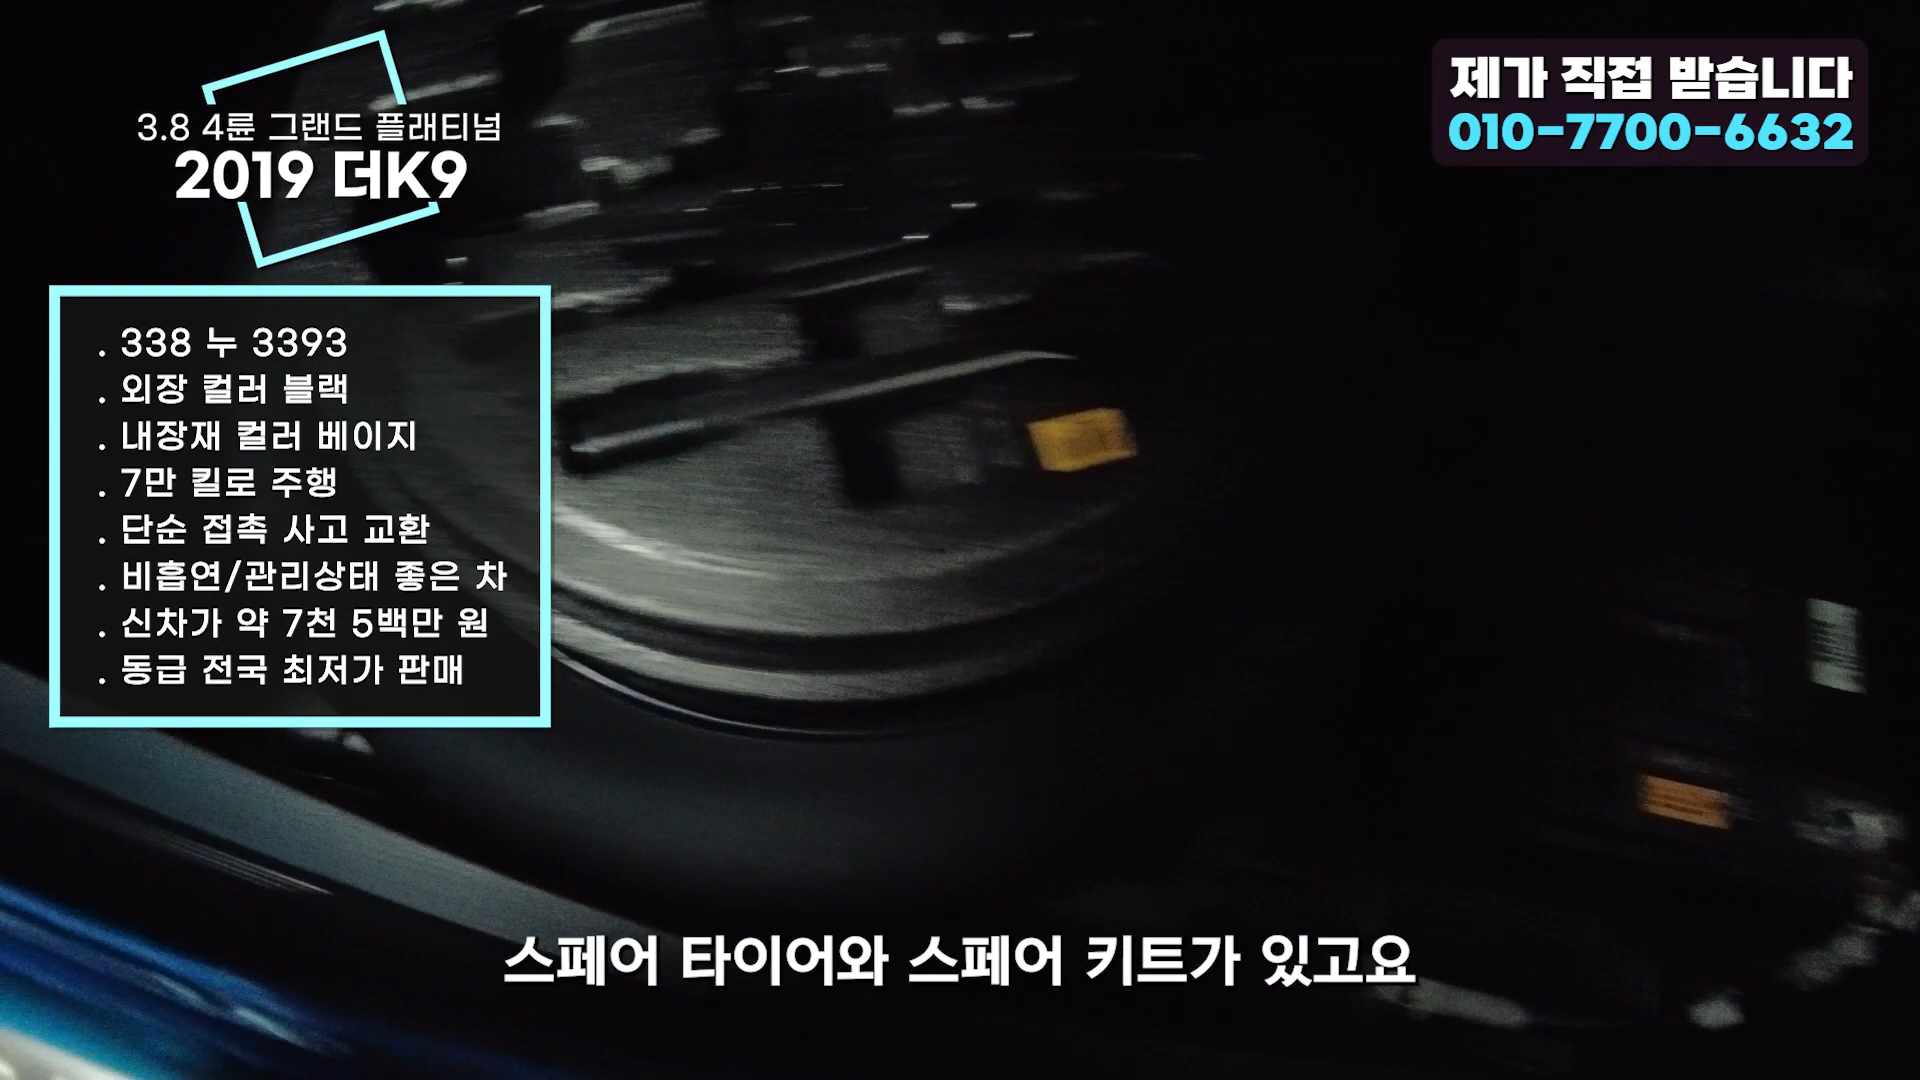 3.8 4륜 그랜드 플래티넘
2019 더K9
제가 직접 받습니다
010-7700-6632
. 338 누 3393
. 외장 컬러 블랙
. 내장재 컬러 베이지
. 7만 킬로 주행
. 단순 접촉 사고 교환
. 비흡연/관리상태 좋은 차
. 신차가 약 7천 5백만 원
. 동급 전국 최저가 판매
스페어 타이어와 스페어 키트가 있고요